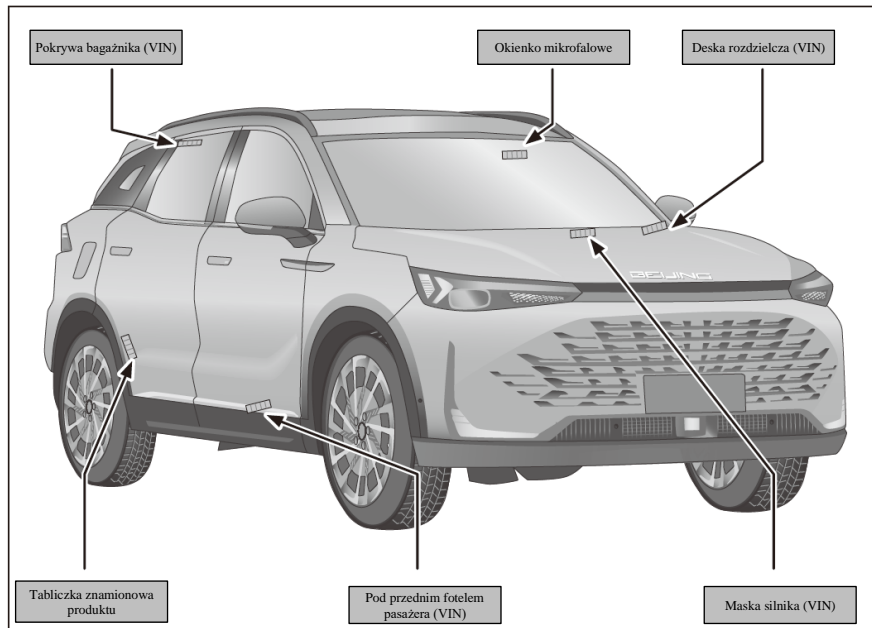 Pokrywa bagażnika (VIN)
Okienko mikrofalowe
Deska rozdzielcza (VIN)
BEIJING
Tabliczka znamionowa
produktu
Pod przednim fotelem
pasażera (VIN)
Maska silnika (VIN)